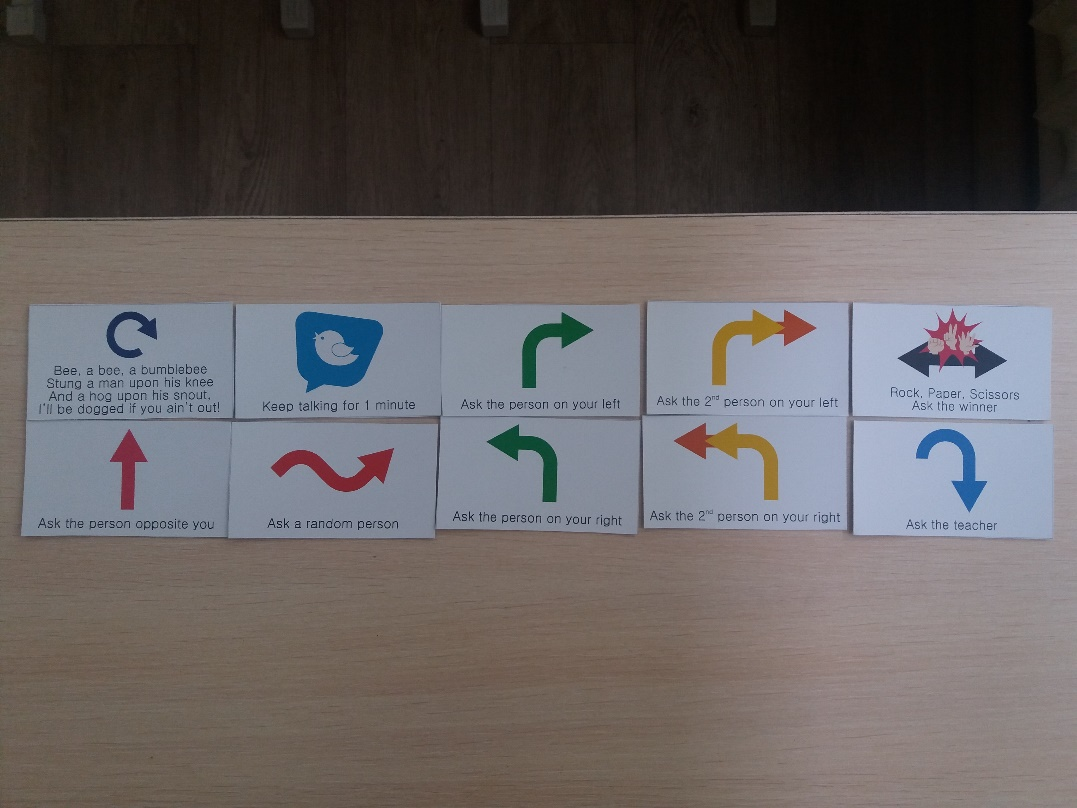 Bee, a bee, a bumblebee
Stung a man upon his knee
And a hog upon his snout,
I'll be dogged if you ain't out!
Keep talking for 1 minute
Ask the person on your left
Ask the 2nd person on your left
Rock, Paper, Scissors
Ask the winner
Ask the person opposite you
Ask a random person
Ask the person on your right
Ask the 2nd person on your right
Ask the teacher